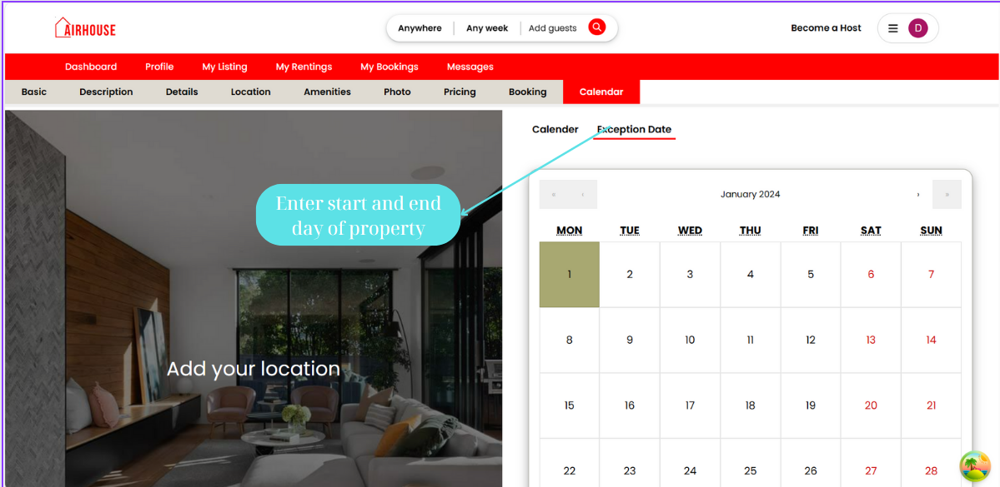 AIRHOUSE
Anywhere Any week Add guests
Become a Host
D
Dashboard Profile My Listing My Rentings My Bookings Messages
Basic Description Details Location Amenities Photo Pricing Booking Calendar
Calender Exception Date
Enter start and end
day of property
Add your location
« ‹ January 2024 › »
MON TUE WED THU FRI SAT SUN
1 2 3 4 5 6 7
8 9 10 11 12 13 14
15 16 17 18 19 20 21
22 23 24 25 26 27 28